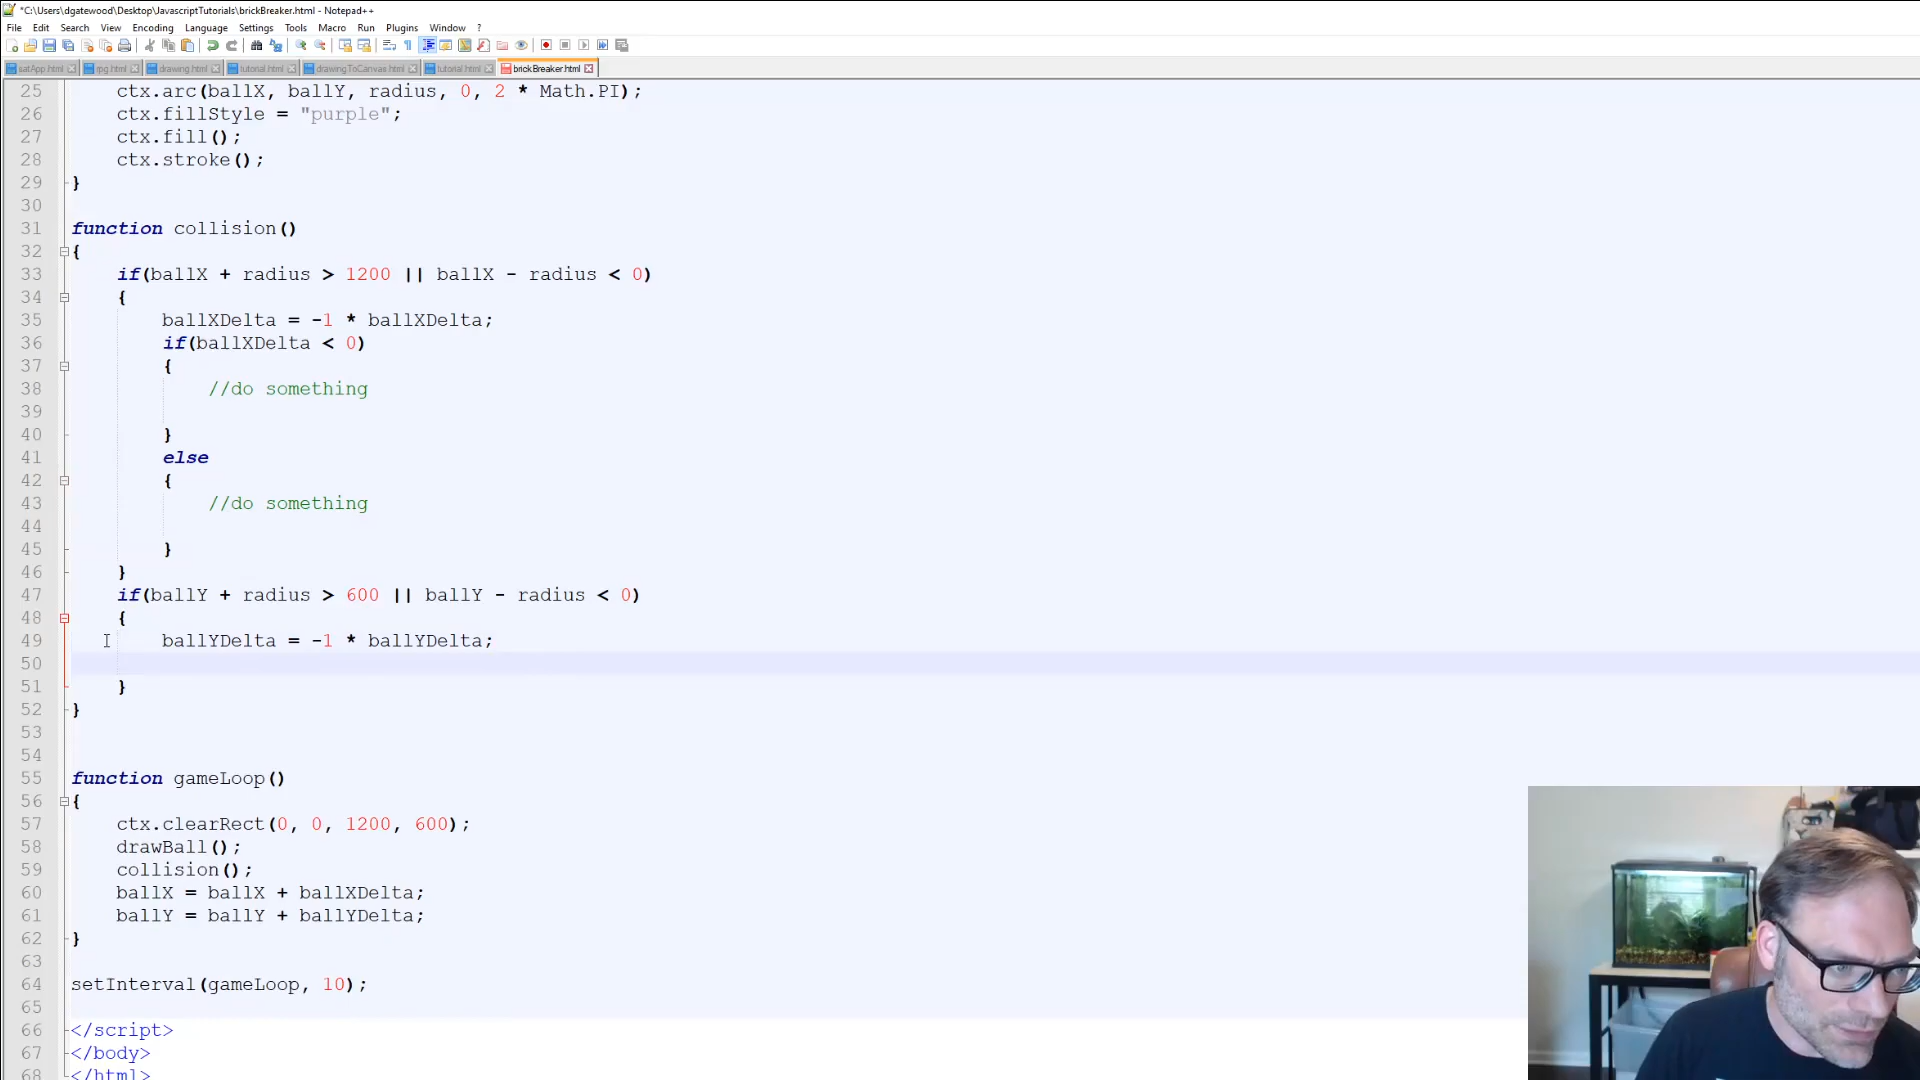 *C:\Users\dgatewood\Desktop\JavascriptTutorials\brickBreaker.html - Notepad++
File Edit Search View Encoding Language Settings Tools Macro Run Plugins Window ?
satApp.html rpg.html drawing.html tutorial.html drawingToCanvas.html tutorial.html brickBreaker.html
25 ctx.arc(ballX, ballY, radius, 0, 2 * Math.PI);
26 ctx.fillStyle = "purple";
27 ctx.fill();
28 ctx.stroke();
29 }
30
31 function collision()
32 {
33 if(ballX + radius > 1200 || ballX - radius < 0)
34 {
35 ballXDelta = -1 * ballXDelta;
36 if(ballXDelta < 0)
37 {
38 //do something
39
40 }
41 else
42 {
43 //do something
44
45 }
46 }
47 if(ballY + radius > 600 || ballY - radius < 0)
48 {
49 ballYDelta = -1 * ballYDelta;
50
51 }
52 }
53
54
55 function gameLoop()
56 {
57 ctx.clearRect(0, 0, 1200, 600);
58 drawBall();
59 collision();
60 ballX = ballX + ballXDelta;
61 ballY = ballY + ballYDelta;
62 }
63
64 setInterval(gameLoop, 10);
65
66 </script>
67 </body>
68 </html>